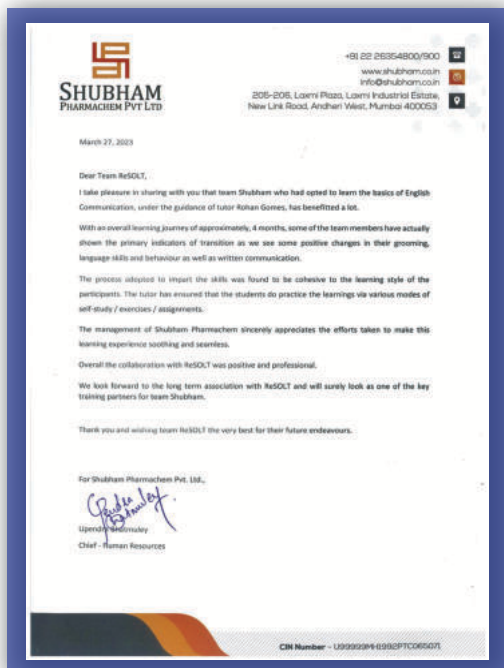 SHUBHAM
PHARMACHEM PVT LTD
+91 22 26354800/900
www.shubham.co.in
info@shubham.co.in
205-206, Laxmi Plaza, Laxmi Industrial Estate,
New Link Road, Andheri West, Mumbai 400053
March 27, 2023
Dear Team ReSOLT,
I take pleasure in sharing with you that team Shubham who had opted to learn the basics of English
Communication, under the guidance of tutor Rohan Gomes, has benefitted a lot.
With an overall learning journey of approximately, 4 months, some of the team members have actually
shown the primary indicators of transition as we see some positive changes in their grooming,
language skills and behaviour as well as written communication.
The process adopted to impart the skills was found to be cohesive to the learning style of the
participants. The tutor has ensured that the students do practice the learnings via various modes of
self-study / exercises / assignments.
The management of Shubham Pharmachem sincerely appreciates the efforts taken to make this
learning experience soothing and seamless.
Overall the collaboration with ReSOLT was positive and professional.
We look forward to the long term association with ReSOLT and will surely look as one of the key
training partners for team Shubham.
Thank you and wishing team ReSOLT the very best for their future endeavours.
For Shubham Pharmachem Pvt. Ltd.,
Chief - Human Resources
CIN Number - U99999MH1992PTC065071